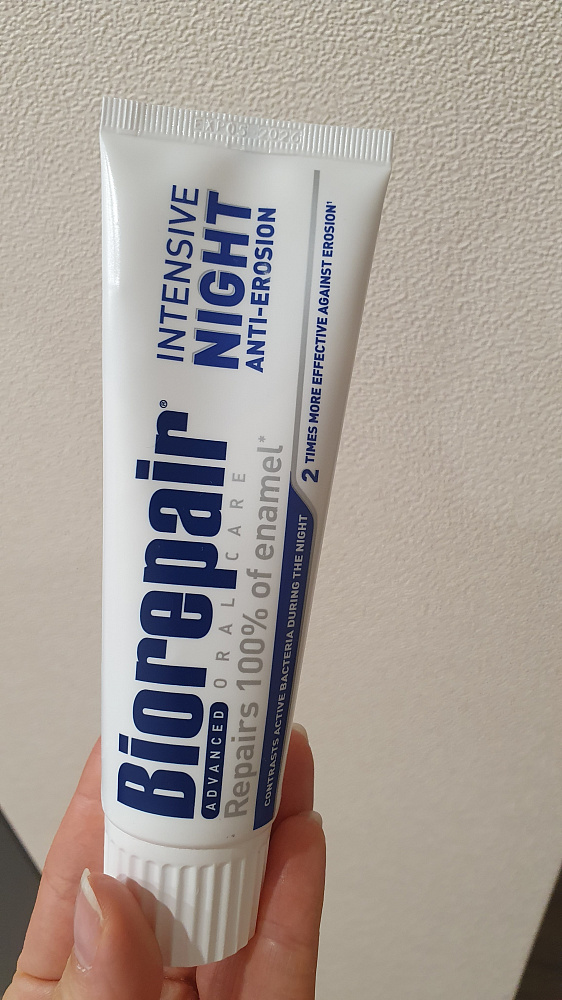 Biorepair®
ADVANCED ORAL CARE
Repairs 100% of enamel*
INTENSIVE
NIGHT
ANTI-EROSION
CONTRASTS ACTIVE BACTERIA DURING THE NIGHT
2 TIMES MORE EFFECTIVE AGAINST EROSION¹